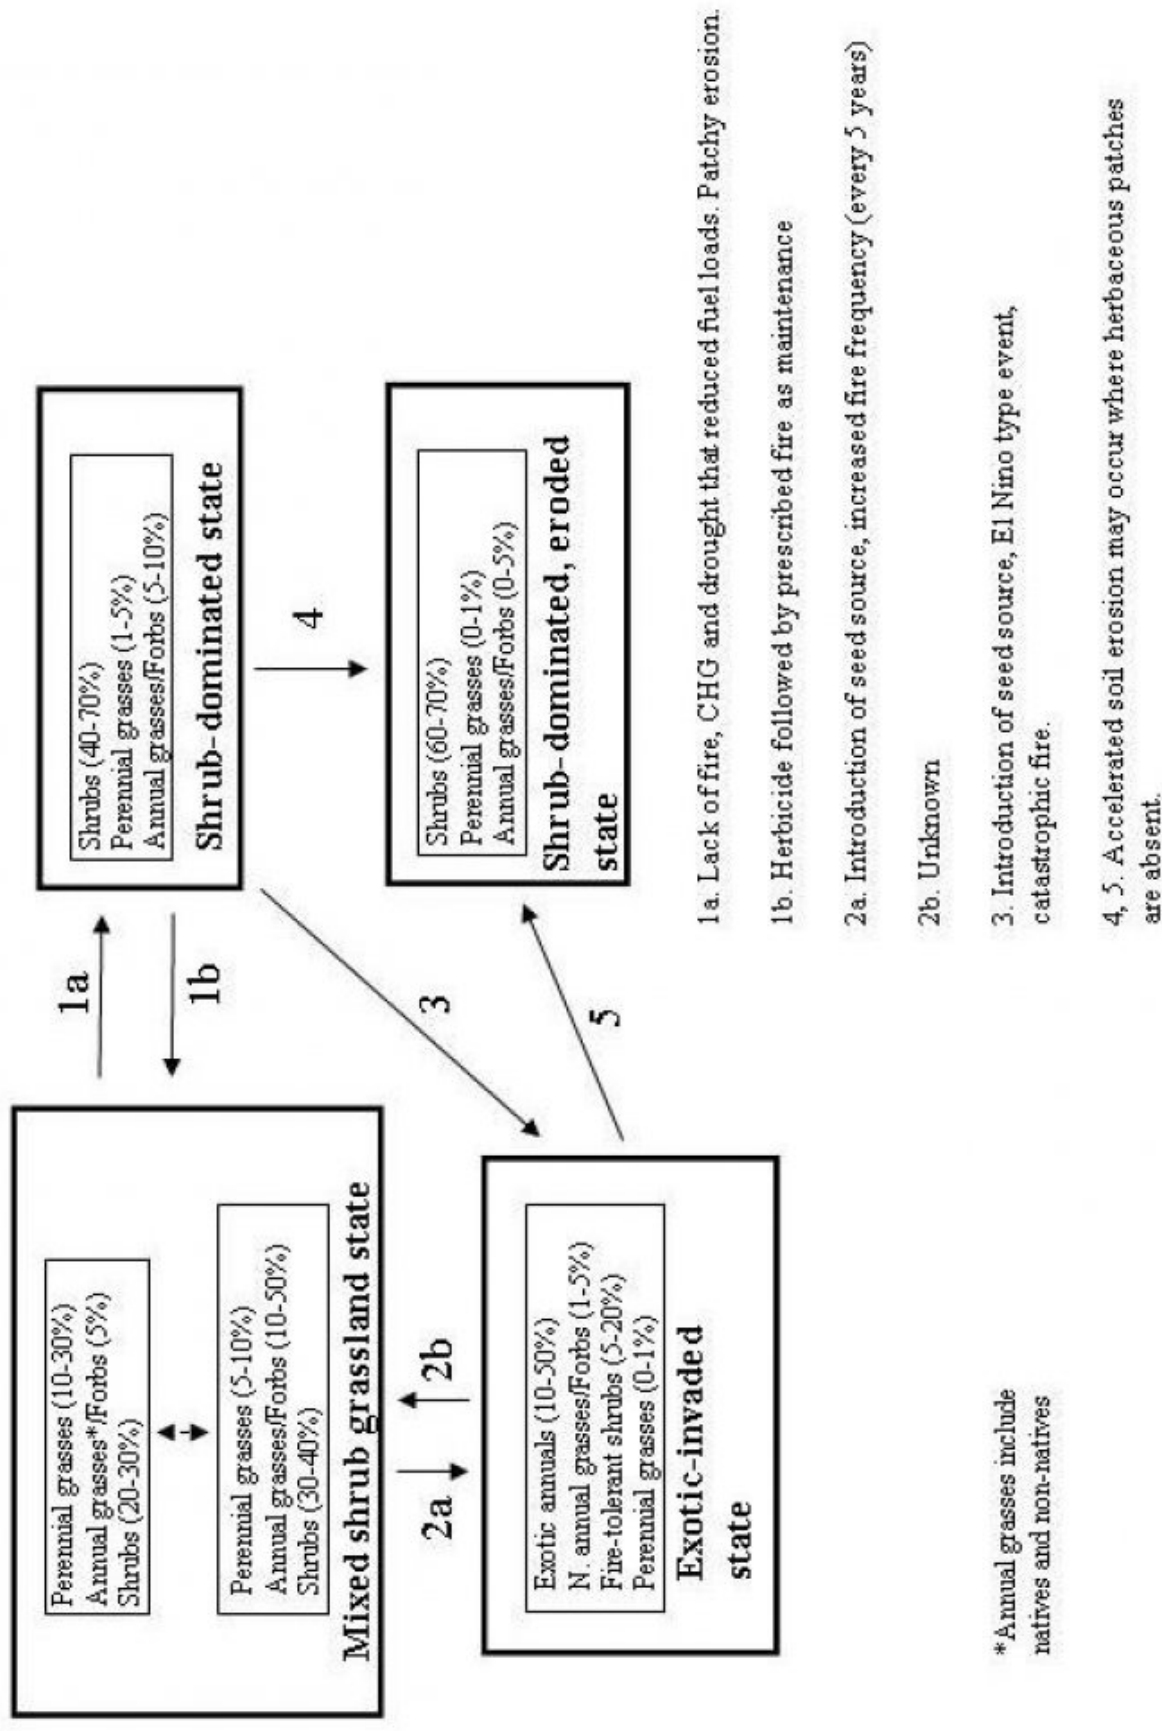 Perennial grasses (10-30%)
Annual grasses*/Forbs (5%)
Shrubs (20-30%)
Perennial grasses (5-10%)
Annual grasses/Forbs (10-50%)
Shrubs (30-40%)
Mixed shrub grassland state
1a
1b
Shrubs (40-70%)
Perennial grasses (1-5%)
Annual grasses/Forbs (5-10%)
Shrub-dominated state
2a
2b
3
4
Exotic annuals (10-50%)
N. annual grasses/Forbs (1-5%)
Fire-tolerant shrubs (5-20%)
Perennial grasses (0-1%)
Exotic-invaded
state
5
Shrubs (60-70%)
Perennial grasses (0-1%)
Annual grasses/Forbs (0-5%)
Shrub-dominated, eroded
state
1a. Lack of fire, CHG and drought that reduced fuel loads. Patchy erosion.
1b. Herbicide followed by prescribed fire as maintenance
2a. Introduction of seed source, increased fire frequency (every 5 years)
2b. Unknown
3. Introduction of seed source, El Nino type event,
catastrophic fire.
4, 5. Accelerated soil erosion may occur where herbaceous patches
are absent.
*Annual grasses include
natives and non-natives